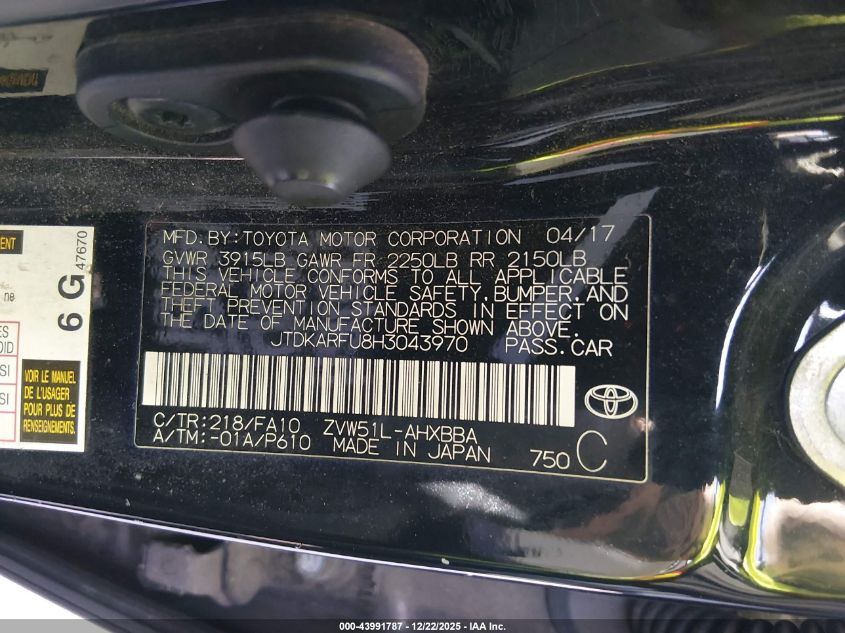 MFD. BY: TOYOTA MOTOR CORPORATION 04/17
GVWR 3915LB GAWR FR 2250LB RR 2150LB
THIS VEHICLE CONFORMS TO ALL APPLICABLE
FEDERAL MOTOR VEHICLE SAFETY, BUMPER, AND
THEFT PREVENTION STANDARDS IN EFFECT ON
THE DATE OF MANUFACTURE SHOWN ABOVE.
JTDKARFU8H3043970 PASS.CAR
C/TR:218/FA10 ZVW51L-AHXBBA
A/TM:-01A/P610 MADE IN JAPAN 750 C
TOYOTA
6 G
47670
VOIR LE MANUEL
DE L'USAGER
POUR PLUS DE
RENSEIGNEMENTS
000-43991787 - 12/22/2025 - IAA Inc.